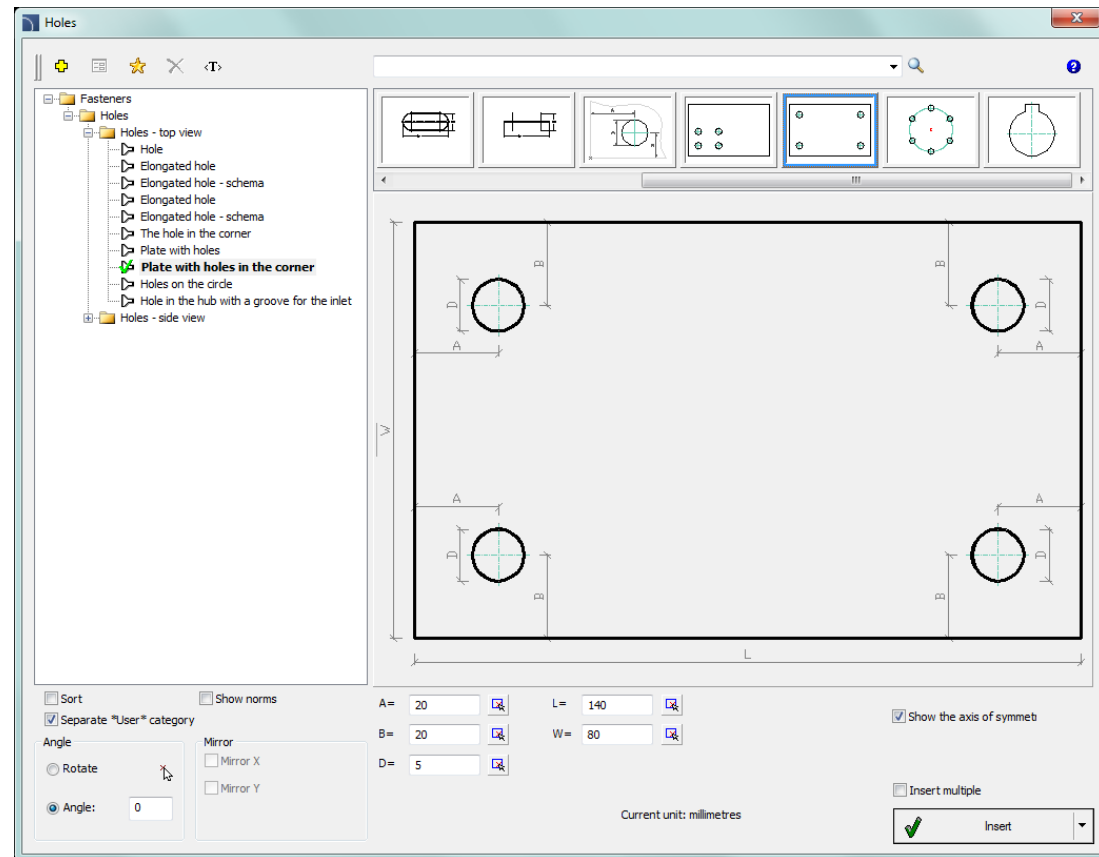 Holes
X
<T>
Fasteners
Holes
Holes - top view
Hole
Elongated hole
Elongated hole - schema
Elongated hole
Elongated hole - schema
The hole in the corner
Plate with holes
Plate with holes in the corner
Holes on the circle
Hole in the hub with a groove for the inlet
Holes - side view
B
B
D
D
A
A
W
A
A
D
D
B
B
L
Sort
Show norms
Separate *User* category
Angle
Rotate
Angle:
0
Mirror
Mirror X
Mirror Y
A=
20
L=
140
B=
20
W=
80
D=
5
Show the axis of symmeti
Insert multiple
Current unit: millimetres
Insert